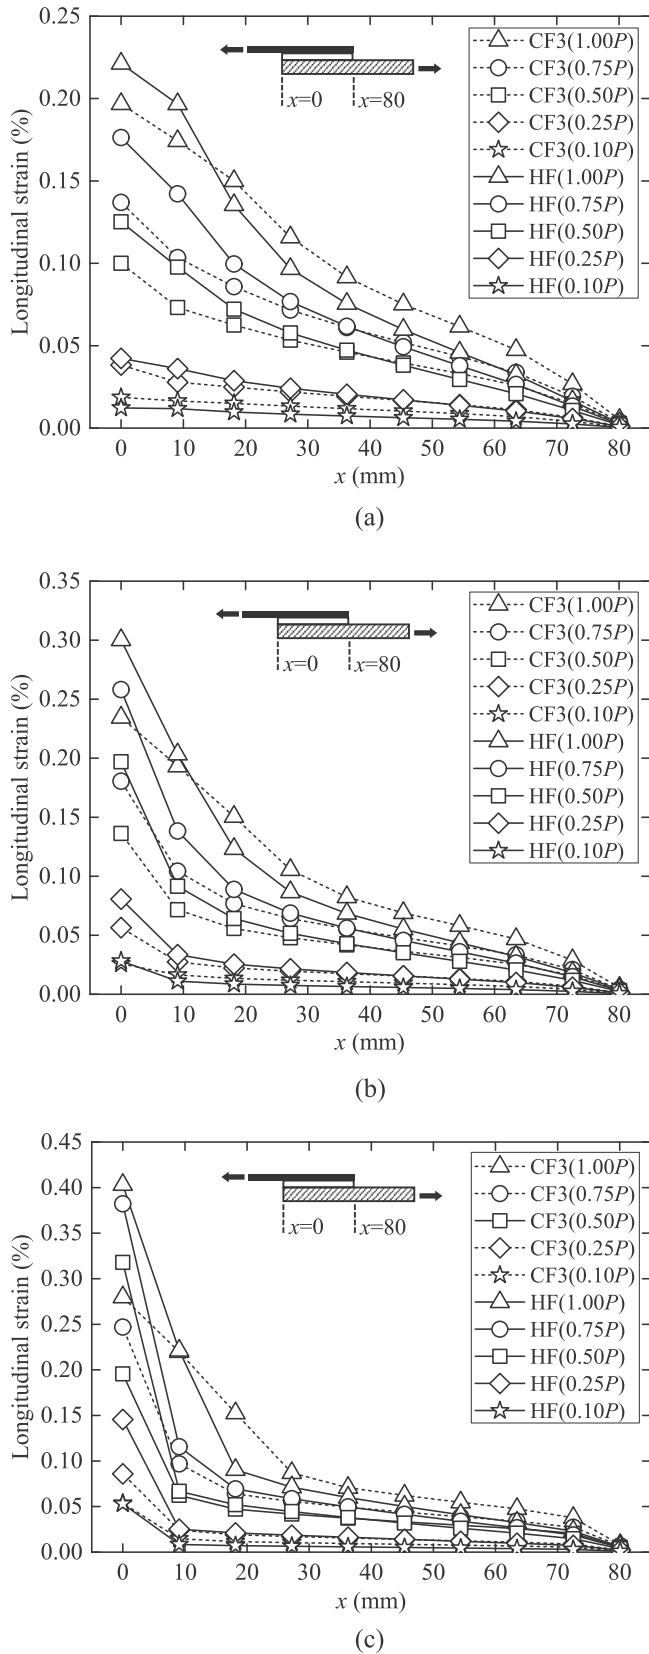 0.25
0.20
0.15
0.10
0.05
0.00
Longitudinal strain (%)
x=0
x=80
CF3(1.00P)
CF3(0.75P)
CF3(0.50P)
CF3(0.25P)
CF3(0.10P)
HF(1.00P)
HF(0.75P)
HF(0.50P)
HF(0.25P)
HF(0.10P)
0 10 20 30 40 50 60 70 80
x (mm)
(a)
0.35
0.30
0.25
0.20
0.15
0.10
0.05
0.00
Longitudinal strain (%)
x=0
x=80
CF3(1.00P)
CF3(0.75P)
CF3(0.50P)
CF3(0.25P)
CF3(0.10P)
HF(1.00P)
HF(0.75P)
HF(0.50P)
HF(0.25P)
HF(0.10P)
0 10 20 30 40 50 60 70 80
x (mm)
(b)
0.45
0.40
0.35
0.30
0.25
0.20
0.15
0.10
0.05
0.00
Longitudinal strain (%)
x=0
x=80
CF3(1.00P)
CF3(0.75P)
CF3(0.50P)
CF3(0.25P)
CF3(0.10P)
HF(1.00P)
HF(0.75P)
HF(0.50P)
HF(0.25P)
HF(0.10P)
0 10 20 30 40 50 60 70 80
x (mm)
(c)